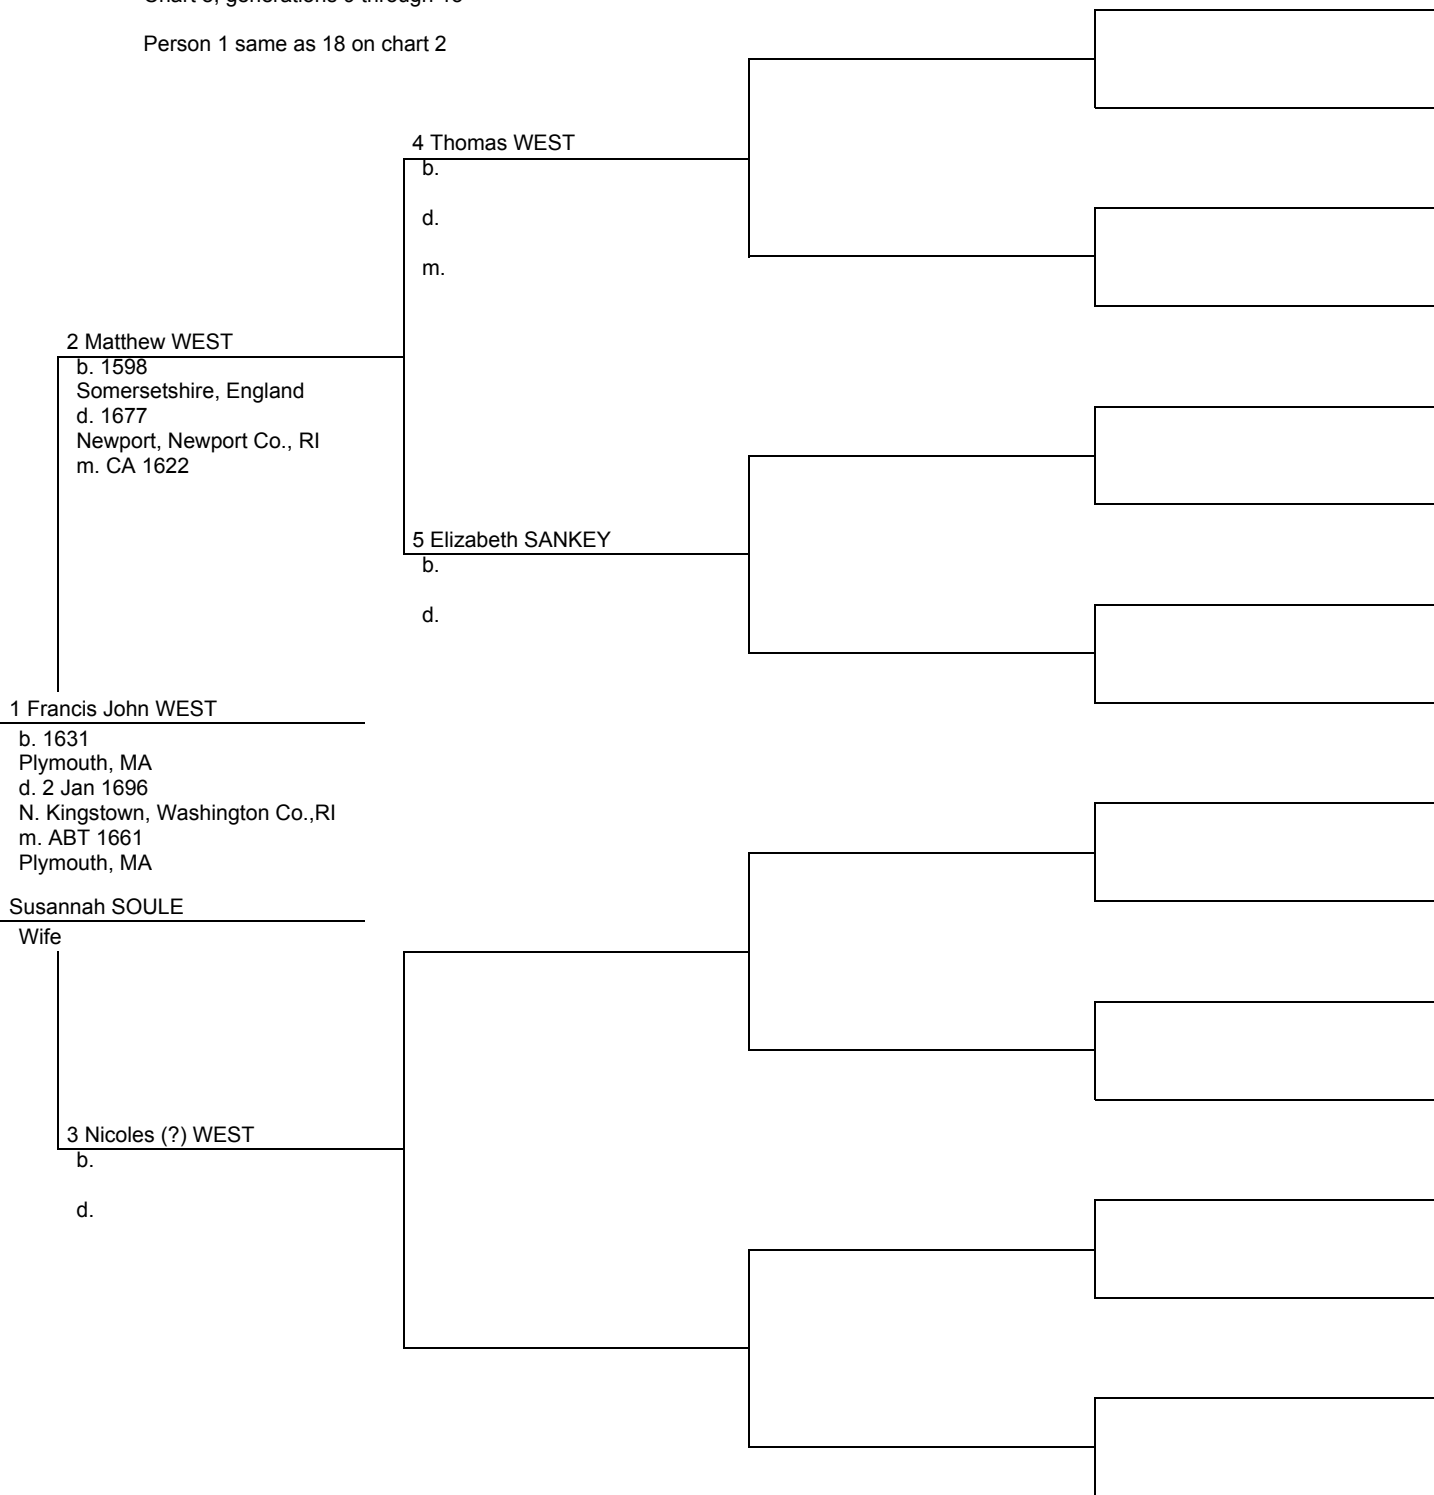 Person 1 same as 18 on chart 2
4 Thomas WEST
b.
d.
m.
2 Matthew WEST
b. 1598
Somersetshire, England
d. 1677
Newport, Newport Co., RI
m. CA 1622
5 Elizabeth SANKEY
b.
d.
1 Francis John WEST
b. 1631
Plymouth, MA
d. 2 Jan 1696
N. Kingstown, Washington Co.,RI
m. ABT 1661
Plymouth, MA
Susannah SOULE
Wife
3 Nicoles (?) WEST
b.
d.